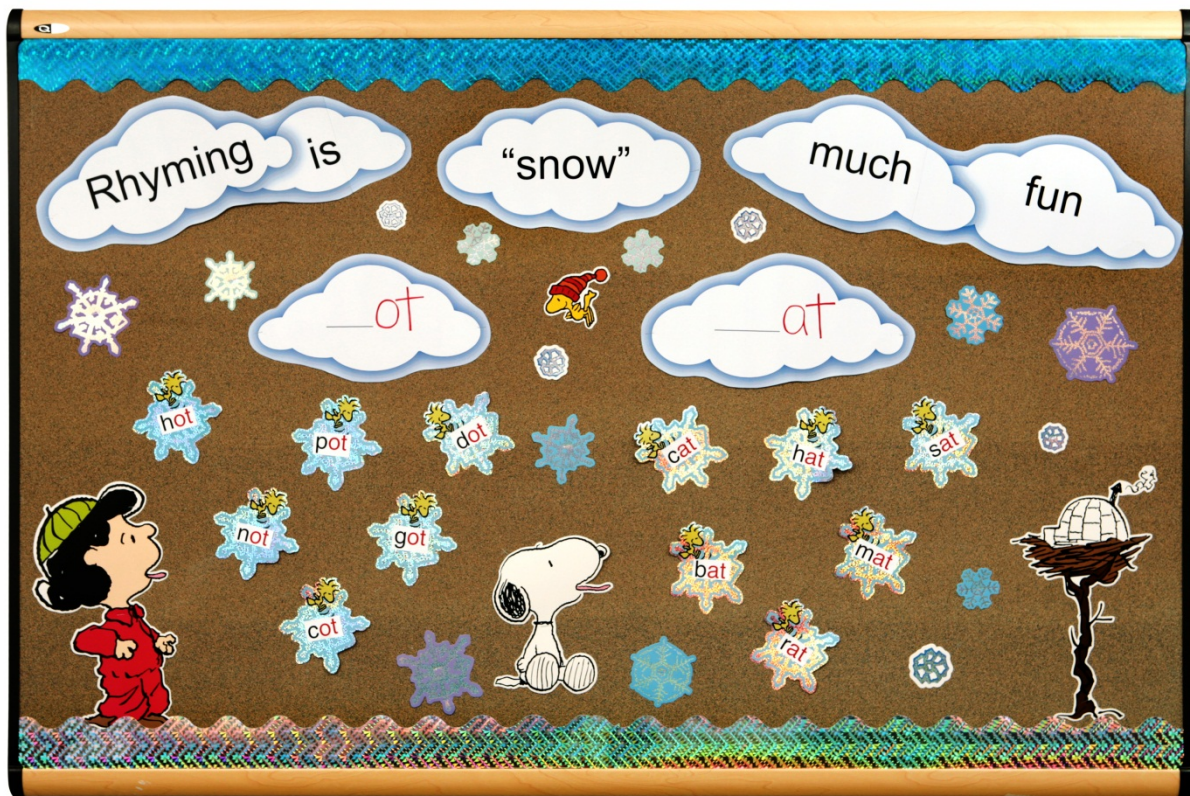 Rhyming is "snow" much fun
__ot
__at
hot
pot
dot
cat
hat
sat
not
got
bat
mat
cot
rat